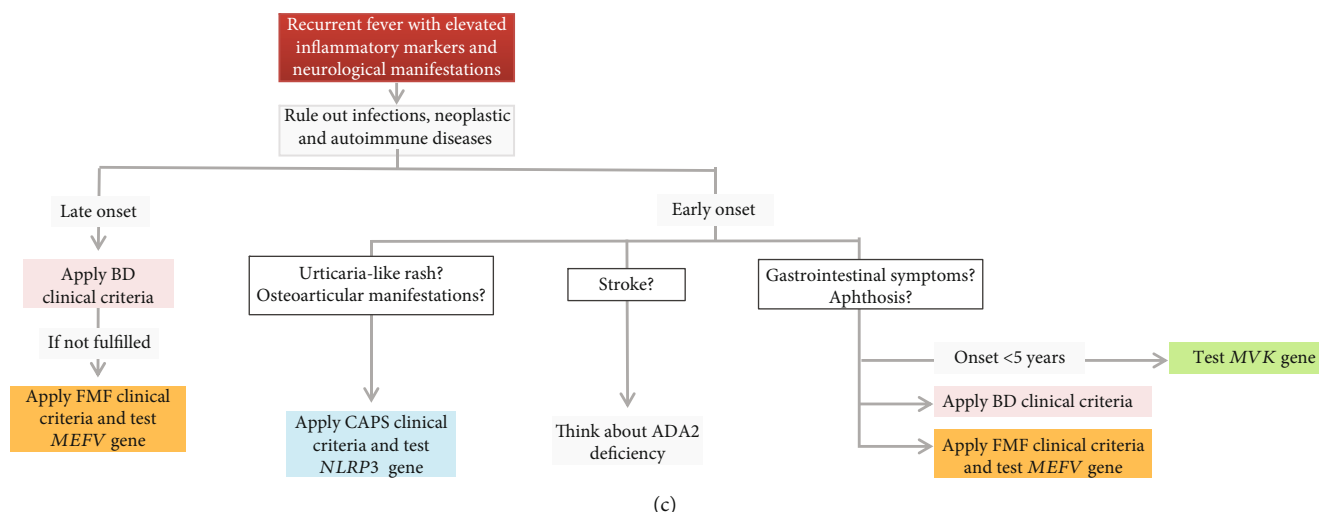 Recurrent fever with elevated
inflammatory markers and
neurological manifestations
Rule out infections, neoplastic
and autoimmune diseases
Late onset
Early onset
Apply BD
clinical criteria
Urticaria-like rash?
Osteoarticular manifestations?
Stroke?
Gastrointestinal symptoms?
Aphthosis?
If not fulfilled
Onset <5 years
Test MVK gene
Apply FMF clinical
criteria and test
MEFV gene
Apply CAPS clinical
criteria and test
NLRP3 gene
Think about ADA2
deficiency
Apply BD clinical criteria
Apply FMF clinical criteria
and test MEFV gene
(c)